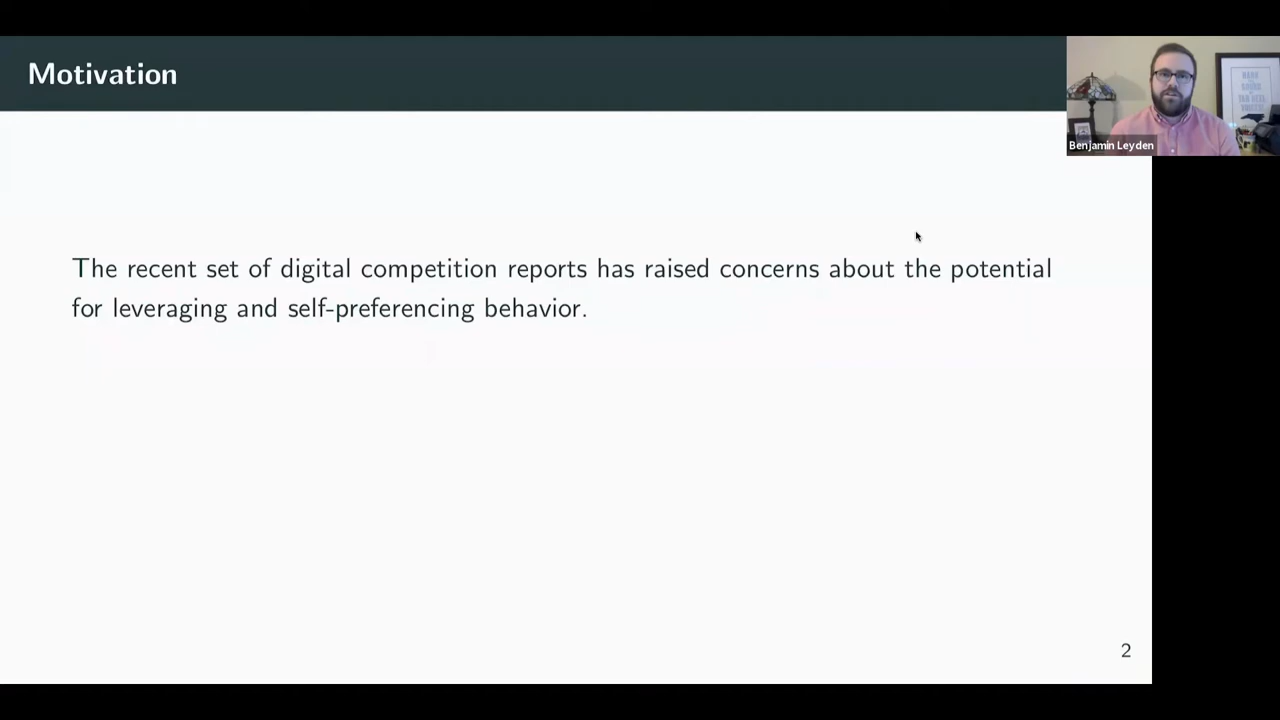 Motivation
Benjamin Leyden
The recent set of digital competition reports has raised concerns about the potential
for leveraging and self-preferencing behavior.
2